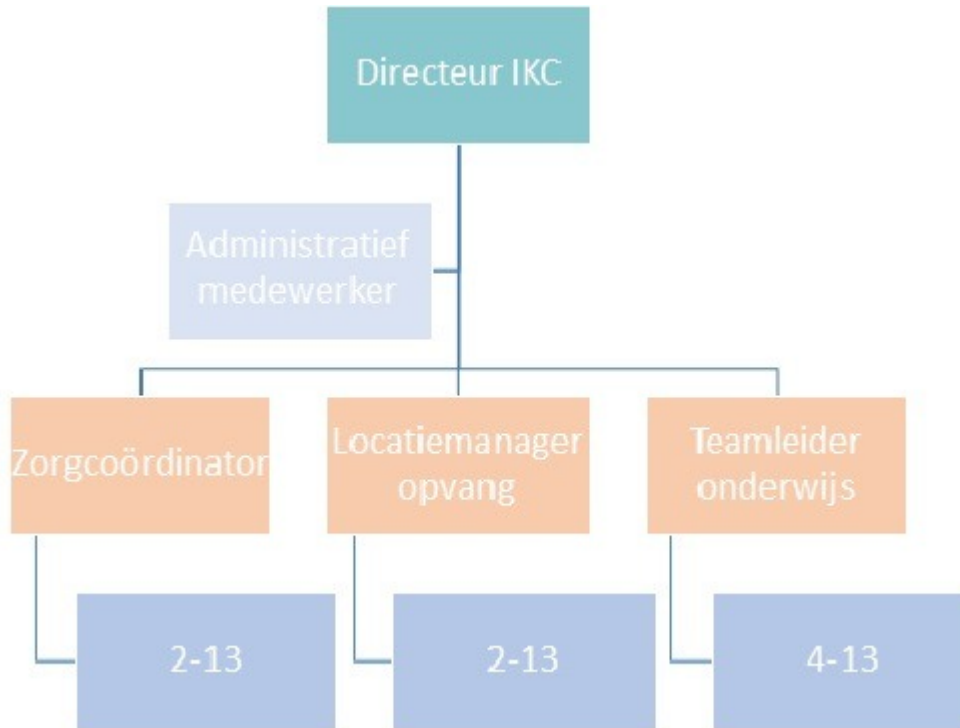 Directeur IKC
Administratief
medewerker
Zorgcoördinator
Locatiemanager
opvang
Teamleider
onderwijs
2-13
2-13
4-13